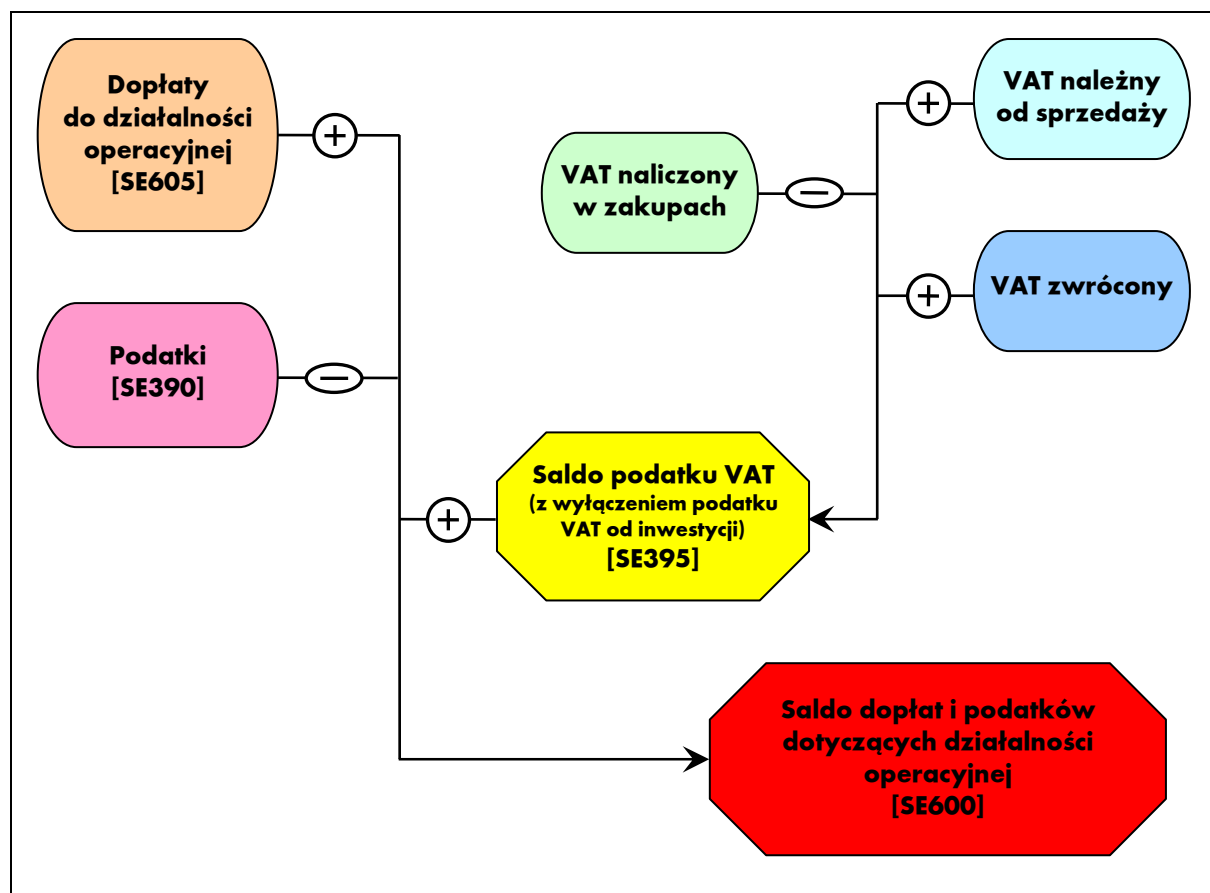 Dopłaty
do działalności
operacyjnej
[SE605]
+
VAT należny
od sprzedaży
+
VAT naliczony
w zakupach
−
VAT zwrócony
+
Podatki
[SE390]
−
Saldo podatku VAT
(z wyłączeniem podatku
VAT od inwestycji)
[SE395]
+
Saldo dopłat i podatków
dotyczących działalności
operacyjnej
[SE600]